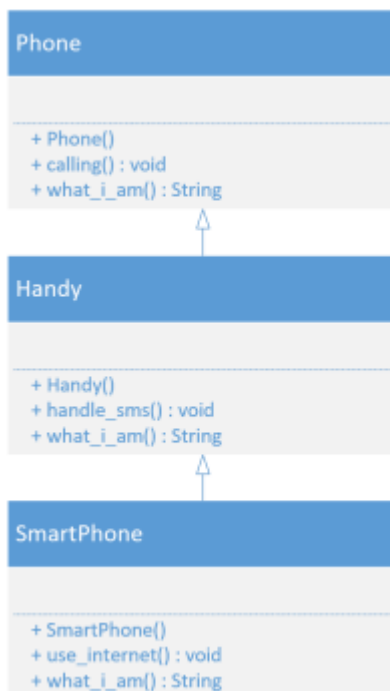 Phone
+ Phone()
+ calling() : void
+ what_i_am() : String
Handy
+ Handy()
+ handle_sms() : void
+ what_i_am() : String
SmartPhone
+ SmartPhone()
+ use_internet() : void
+ what_i_am() : String